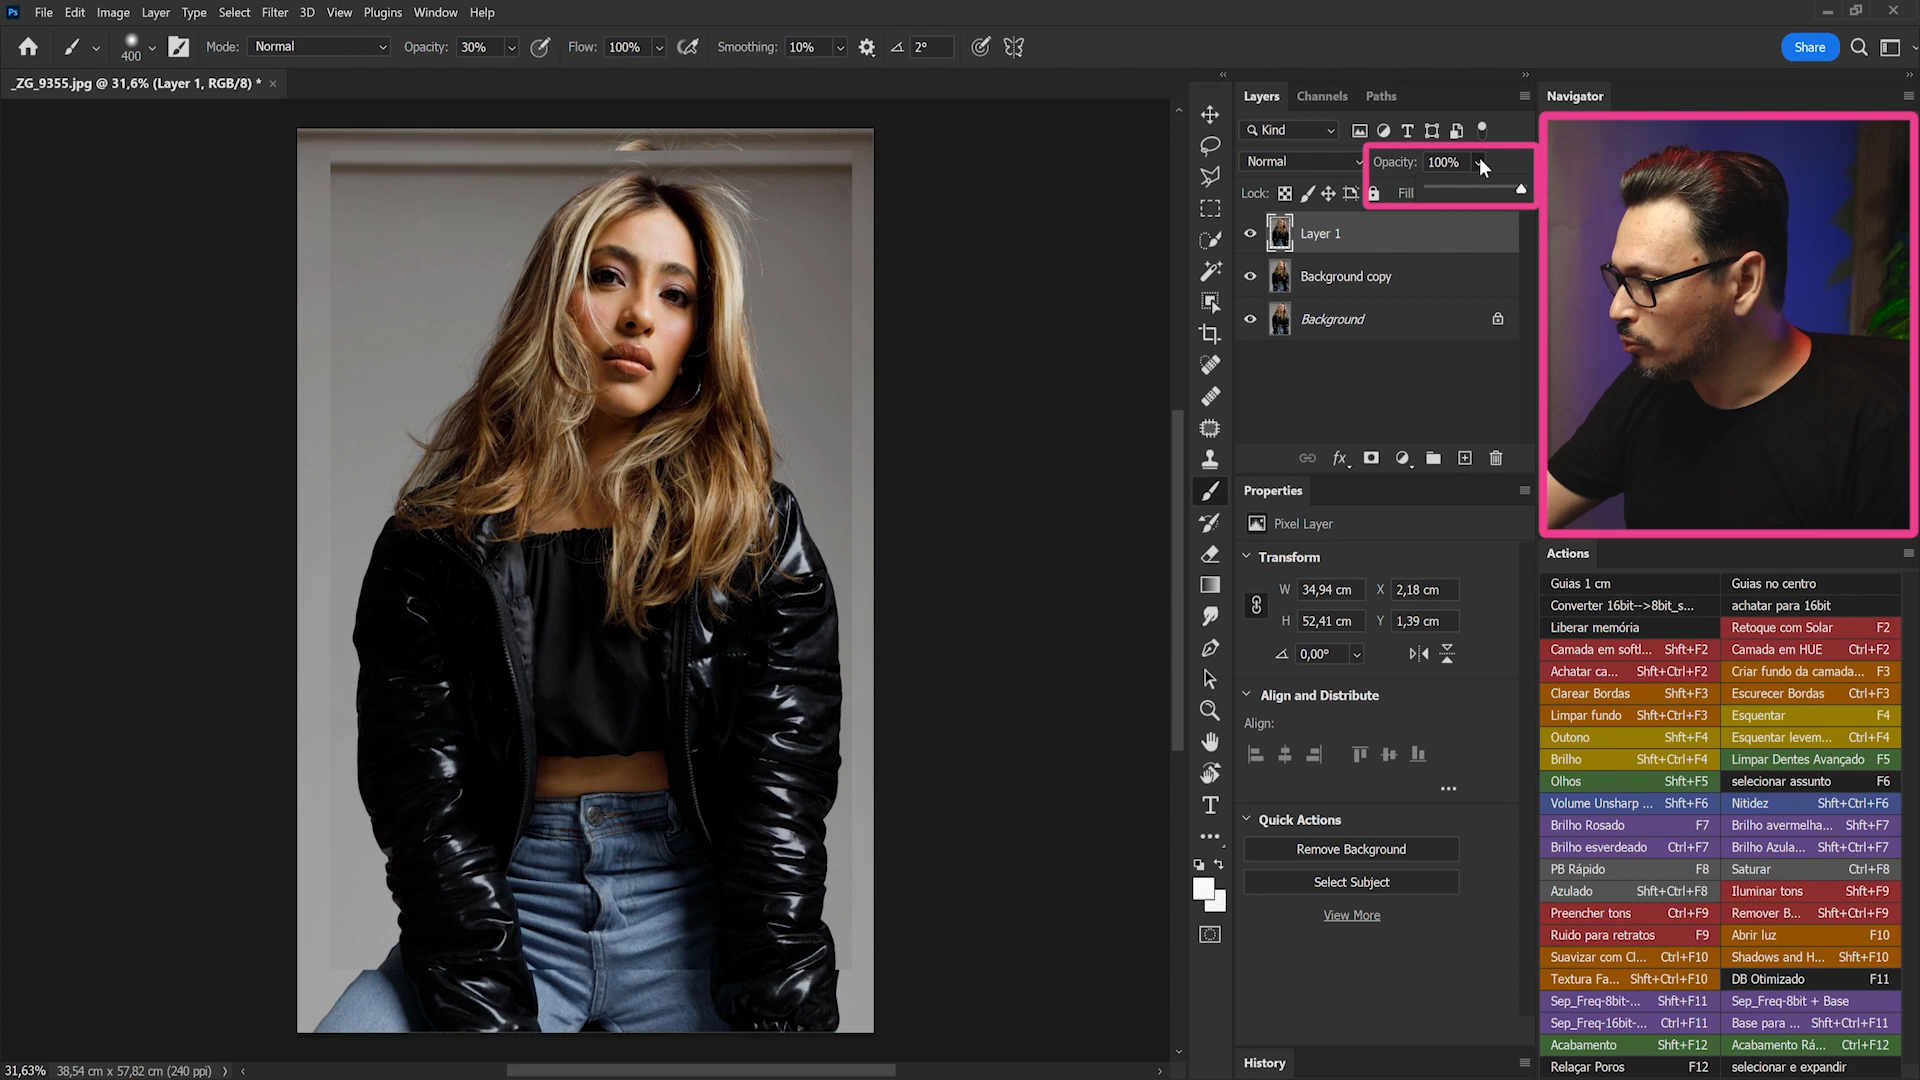 Ps File Edit Image Layer Type Select Filter 3D View Plugins Window Help
400 Mode: Normal Opacity: 30% Flow: 100% Smoothing: 10% 2° Share
_ZG_9355.jpg @ 31,6% (Layer 1, RGB/8) * ×
Layers Channels Paths
Kind
Normal Opacity: 100%
Lock: Fill
Layer 1
Background copy
Background
fx
Properties
Pixel Layer
Transform
W 34,94 cm X 2,18 cm
H 52,41 cm Y 1,39 cm
0,00°
Align and Distribute
Align:
Quick Actions
Remove Background
Select Subject
View More
History
Navigator
Actions
Guias 1 cm Guias no centro
Converter 16bit-->8bit_s... achatar para 16bit
Liberar memória Retoque com Solar F2
Camada em softl... Shft+F2 Camada em HUE Ctrl+F2
Achatar ca... Shft+Ctrl+F2 Criar fundo da camada... F3
Clarear Bordas Shft+F3 Escurecer Bordas Ctrl+F3
Limpar fundo Shft+Ctrl+F3 Esquentar F4
Outono Shft+F4 Esquentar levem... Ctrl+F4
Brilho Shft+Ctrl+F4 Limpar Dentes Avançado F5
Olhos Shft+F5 selecionar assunto F6
Volume Unsharp ... Shft+F6 Nitidez Shft+Ctrl+F6
Brilho Rosado F7 Brilho avermelha... Shft+F7
Brilho esverdeado Ctrl+F7 Brilho Azula... Shft+Ctrl+F7
PB Rápido F8 Saturar Ctrl+F8
Azulado Shft+Ctrl+F8 Iluminar tons Shft+F9
Preencher tons Ctrl+F9 Remover B... Shft+Ctrl+F9
Ruido para retratos F9 Abrir luz F10
Suavizar com Cl... Ctrl+F10 Shadows and H... Shft+F10
Textura Fa... Shft+Ctrl+F10 DB Otimizado F11
Sep_Freq-8bit-... Shft+F11 Sep_Freq-8bit + Base
Sep_Freq-16bit-... Ctrl+F11 Base para ... Shft+Ctrl+F11
Acabamento Shft+F12 Acabamento Rá... Ctrl+F12
Relaçar Poros F12 selecionar e expandir
31,63% 38,54 cm x 57,82 cm (240 ppi)